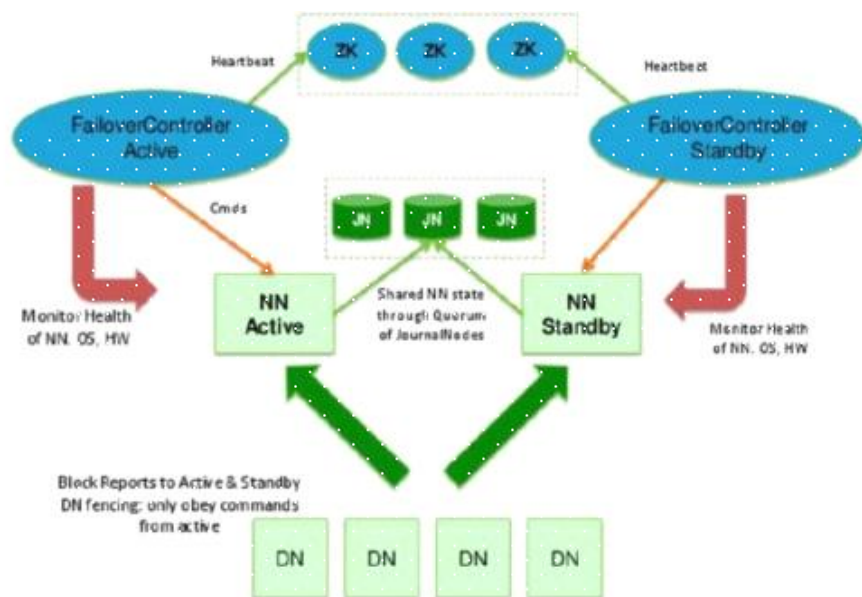 ZK ZK ZK
Heartbeat
Heartbeat
FailoverController
Active
FailoverController
Standby
Cmds
JN JN JN
NN
Active
Shared NN state
through Quorum
of JournalNodes
NN
Standby
Monitor Health
of NN. OS, HW
Monitor Health
of NN. OS, HW
Block Reports to Active & Standby
DN fencing: only obey commands
from active
DN DN DN DN